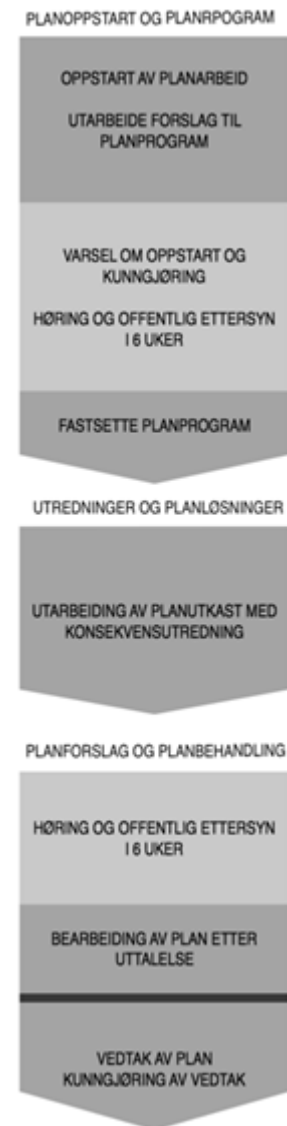 PLANOPPSTART OG PLANRPOGRAM
OPPSTART AV PLANARBEID
UTARBEIDE FORSLAG TIL
PLANPROGRAM
VARSEL OM OPPSTART OG
KUNNGJØRING
HØRING OG OFFENTLIG ETTERSYN
I 6 UKER
FASTSETTE PLANPROGRAM
UTREDNINGER OG PLANLØSNINGER
UTARBEIDING AV PLANUTKAST MED
KONSEKVENSUTREDNING
PLANFORSLAG OG PLANBEHANDLING
HØRING OG OFFENTLIG ETTERSYN
I 6 UKER
BEARBEIDING AV PLAN ETTER
UTTALELSE
VEDTAK AV PLAN
KUNNGJØRING AV VEDTAK